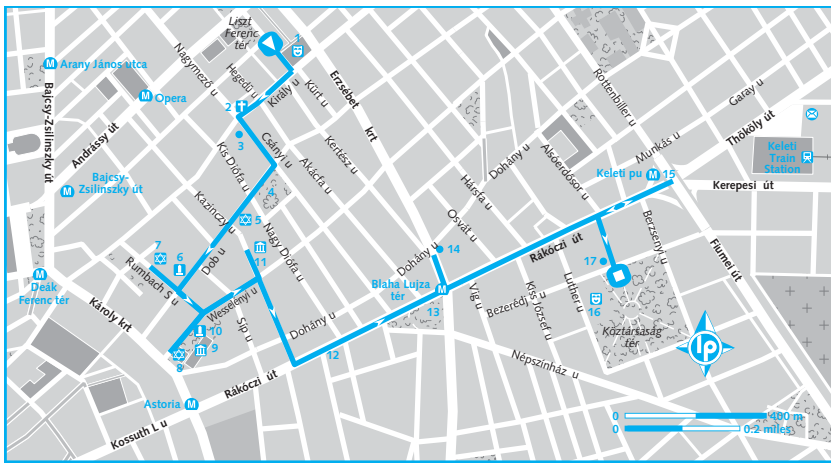 Liszt
Ferenc
tér
1
Nagymező u
Hegedű u
Király u
Kürt u
Erzsébet krt
Rottenbiller u
Garay u
Thököly út
Munkás u
M Arany János utca
M Opera
Andrássy út
Bajcsy-Zsilinszky út
2
3
Csányi u
Kis Diófa u
Akácfa u
Kertész u
Dohány u
Alsoerdősor u
Keleti pu M 15
Keleti
Train
Station
Kerepesi út
M Bajcsy-
Zsilinszky út
4
Kazinczy u
5
Hársfa u
Osvát u
Berzsenyi u
Fiumei út
7
6
Dob u
11
Nagy Diófa u
Dohány u
14
Rákóczi út
17
M
Deák
Ferenc tér
Rumbach S u
Wesselényi u
Blaha Lujza
tér
M
13
Víg u
Bezerédj u
Kiss József u
Luther u
16
Károly krt
10
9
8
Síp u
Dohány u
12
Népszínház u
Köztársaság
tér
lp
Astoria M
Rákóczi út
Kossuth L u
0 400 m
0 0.2 miles